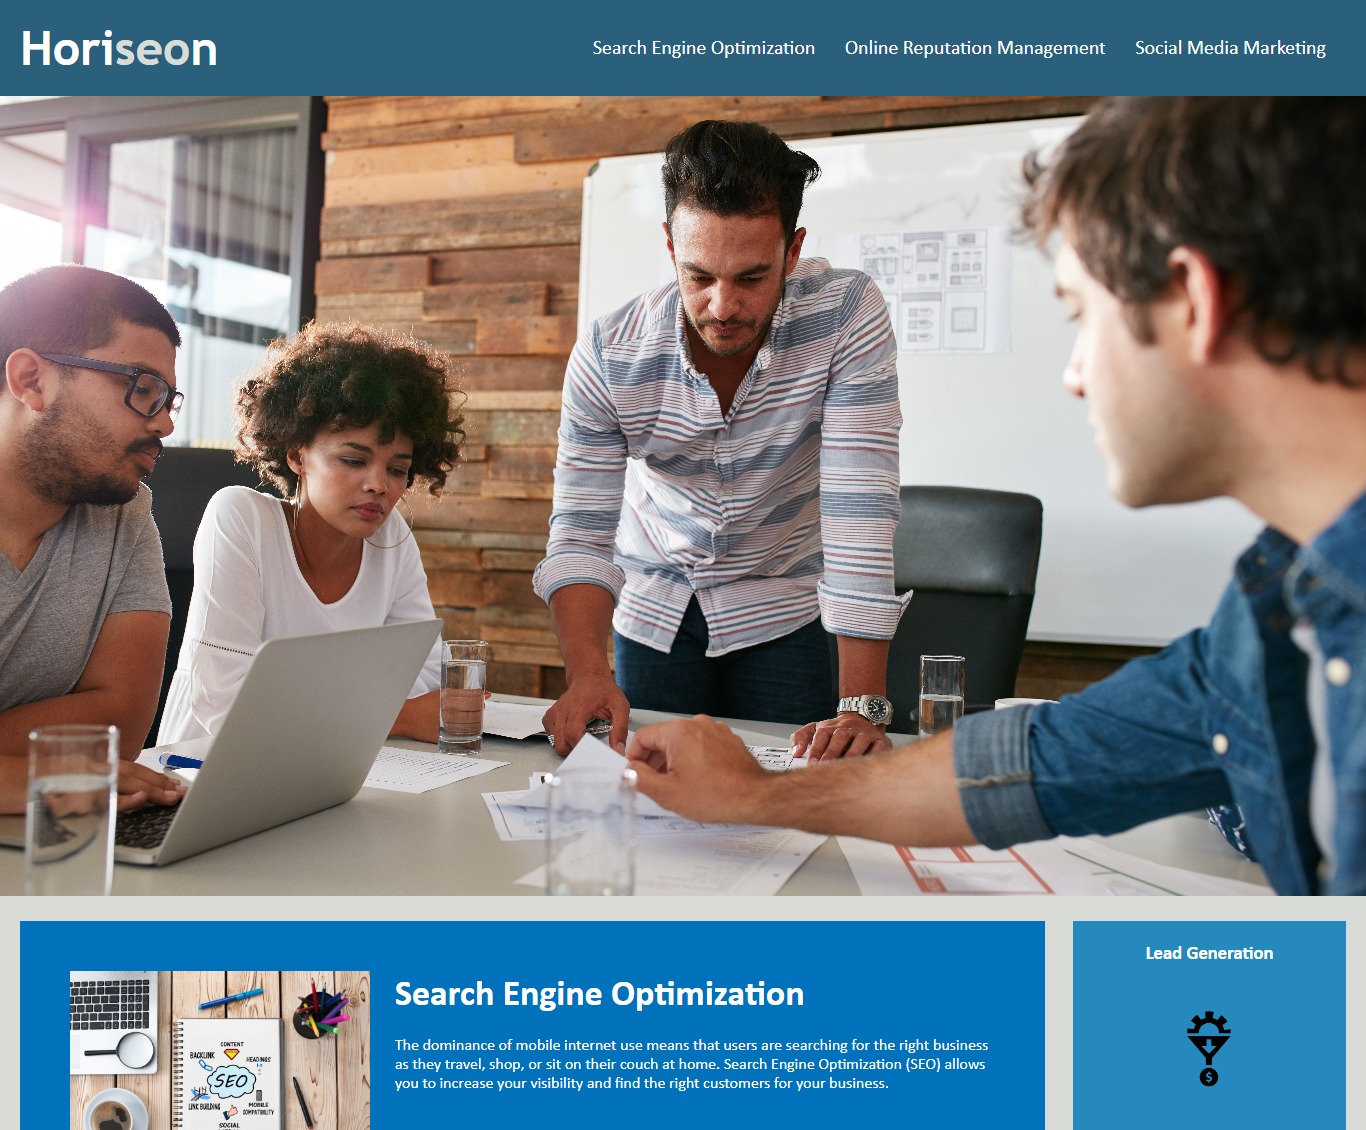 Horiseon
Search Engine Optimization
Online Reputation Management
Social Media Marketing
Search Engine Optimization
The dominance of mobile internet use means that users are searching for the right business
as they travel, shop, or sit on their couch at home. Search Engine Optimization (SEO) allows
you to increase your visibility and find the right customers for your business.
CONTENT
BACKLINK
HEADINGS
SEO
LINK BUILDING
MOBILE
COMPATIBILITY
SOCIAL
Lead Generation
$